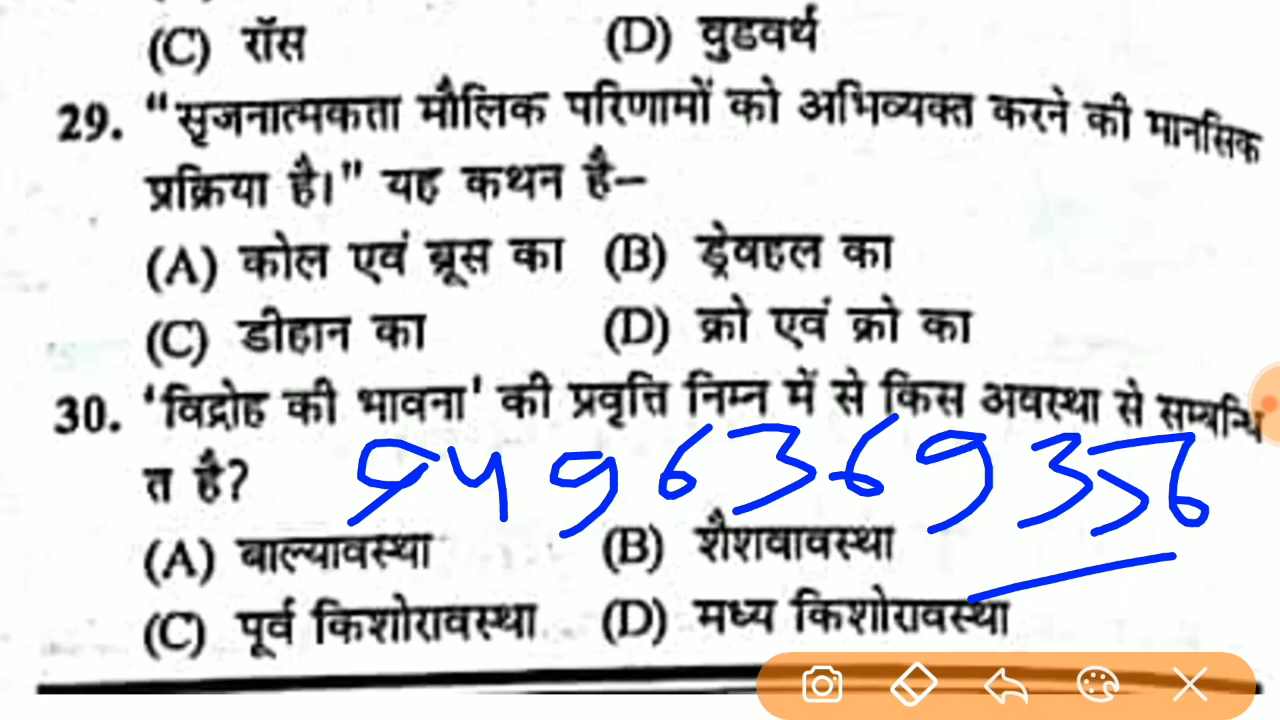 (C) रॉस (D) वुडवर्थ
29. "सृजनात्मकता मौलिक परिणामों को अभिव्यक्त करने की मानसिक
प्रक्रिया है।" यह कथन है–
(A) कोल एवं ब्रूस का (B) ड्रेवहल का
(C) डीहान का (D) क्रो एवं क्रो का
30. 'विद्रोह की भावना' की प्रवृत्ति निम्न में से किस अवस्था से सम्बन्धि
त है?
9496369356
(A) बाल्यावस्था (B) शैशवावस्था
(C) पूर्व किशोरावस्था (D) मध्य किशोरावस्था